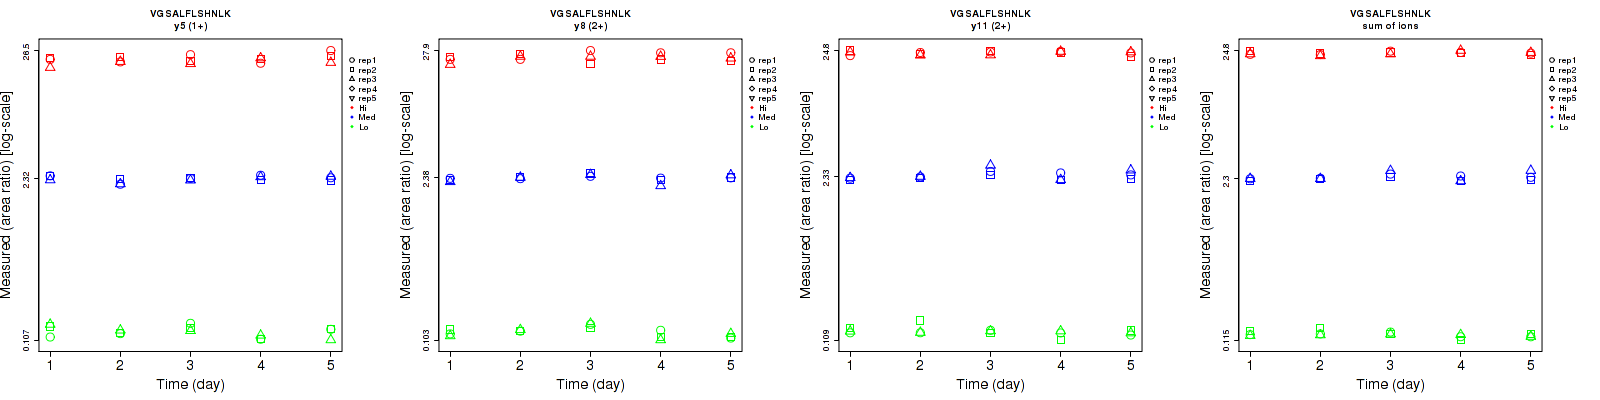 VGSALFLSHNLK
y5 (1+)
Measured (area ratio) [log-scale]
26.5
2.32
0.107
1 2 3 4 5
Time (day)
rep1
rep2
rep3
rep4
rep5
Hi
Med
Lo
VGSALFLSHNLK
y8 (2+)
Measured (area ratio) [log-scale]
27.9
2.38
0.103
1 2 3 4 5
Time (day)
rep1
rep2
rep3
rep4
rep5
Hi
Med
Lo
VGSALFLSHNLK
y11 (2+)
Measured (area ratio) [log-scale]
24.8
2.33
0.109
1 2 3 4 5
Time (day)
rep1
rep2
rep3
rep4
rep5
Hi
Med
Lo
VGSALFLSHNLK
sum of ions
Measured (area ratio) [log-scale]
24.8
2.3
0.115
1 2 3 4 5
Time (day)
rep1
rep2
rep3
rep4
rep5
Hi
Med
Lo